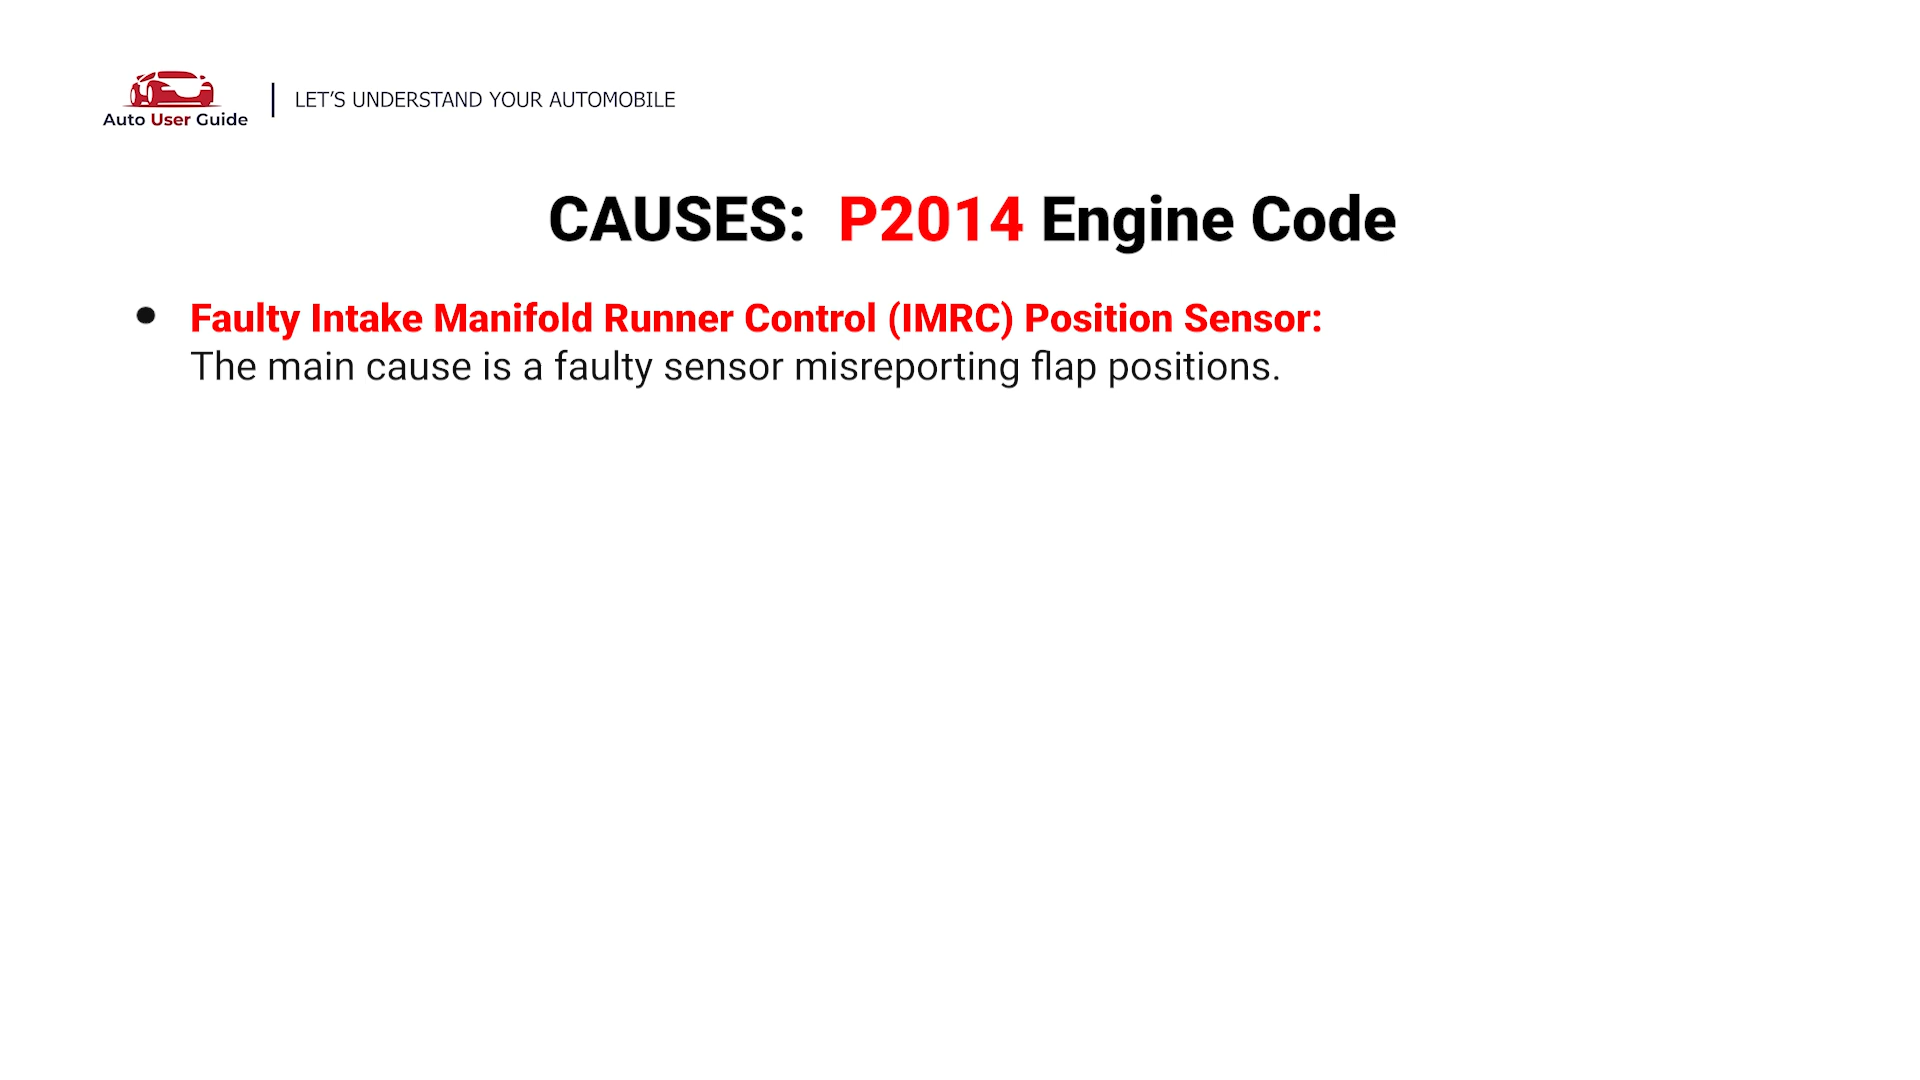 Auto User Guide
LET'S UNDERSTAND YOUR AUTOMOBILE
CAUSES: P2014 Engine Code
• Faulty Intake Manifold Runner Control (IMRC) Position Sensor:
The main cause is a faulty sensor misreporting flap positions.